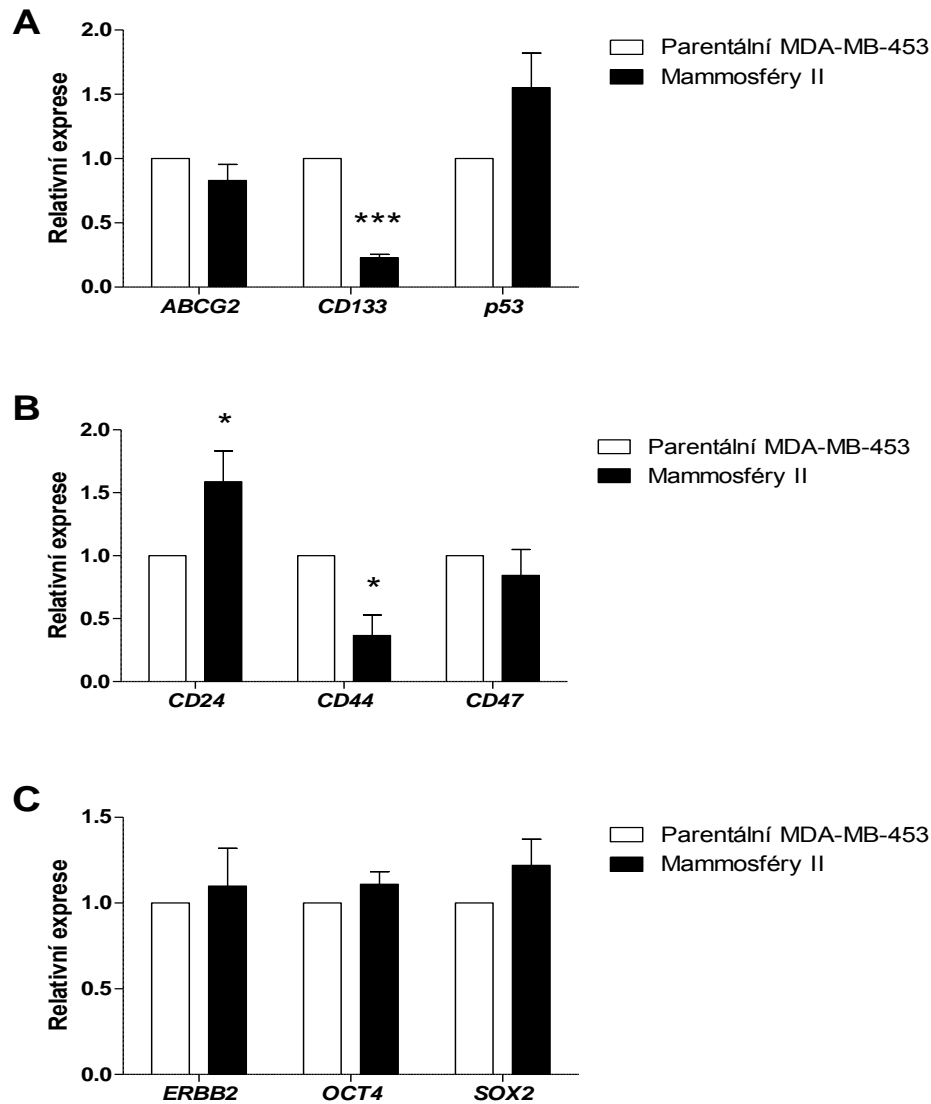 A
Relativní exprese
2.0
1.5
1.0
0.5
0.0
***
ABCG2 CD133 p53
Parentální MDA-MB-453
Mammosféry II
B
Relativní exprese
2.0
1.5
1.0
0.5
0.0
*
*
CD24 CD44 CD47
Parentální MDA-MB-453
Mammosféry II
C
Relativní exprese
1.5
1.0
0.5
0.0
ERBB2 OCT4 SOX2
Parentální MDA-MB-453
Mammosféry II